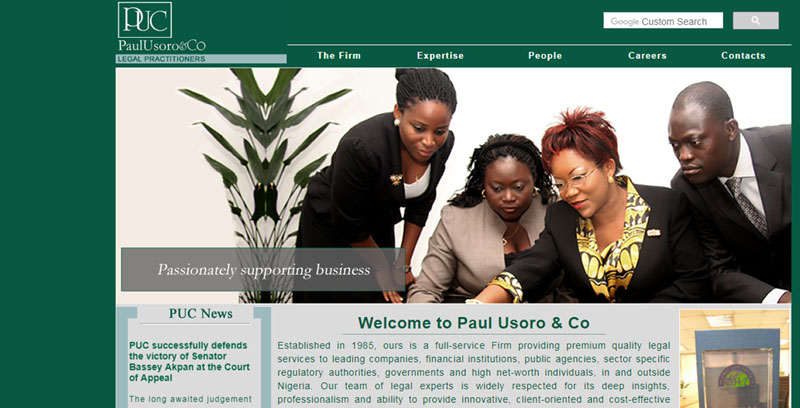 PUC
PaulUsoro&Co
LEGAL PRACTITIONERS
Google Custom Search
The Firm
Expertise
People
Careers
Contacts
Passionately supporting business
PUC News
PUC successfully defends
the victory of Senator
Bassey Akpan at the Court
of Appeal
The long awaited judgement
Welcome to Paul Usoro & Co
Established in 1985, ours is a full-service Firm providing premium quality legal
services to leading companies, financial institutions, public agencies, sector specific
regulatory authorities, governments and high net-worth individuals, in and outside
Nigeria. Our team of legal experts is widely respected for its deep insights,
professionalism and ability to provide innovative, client-oriented and cost-effective